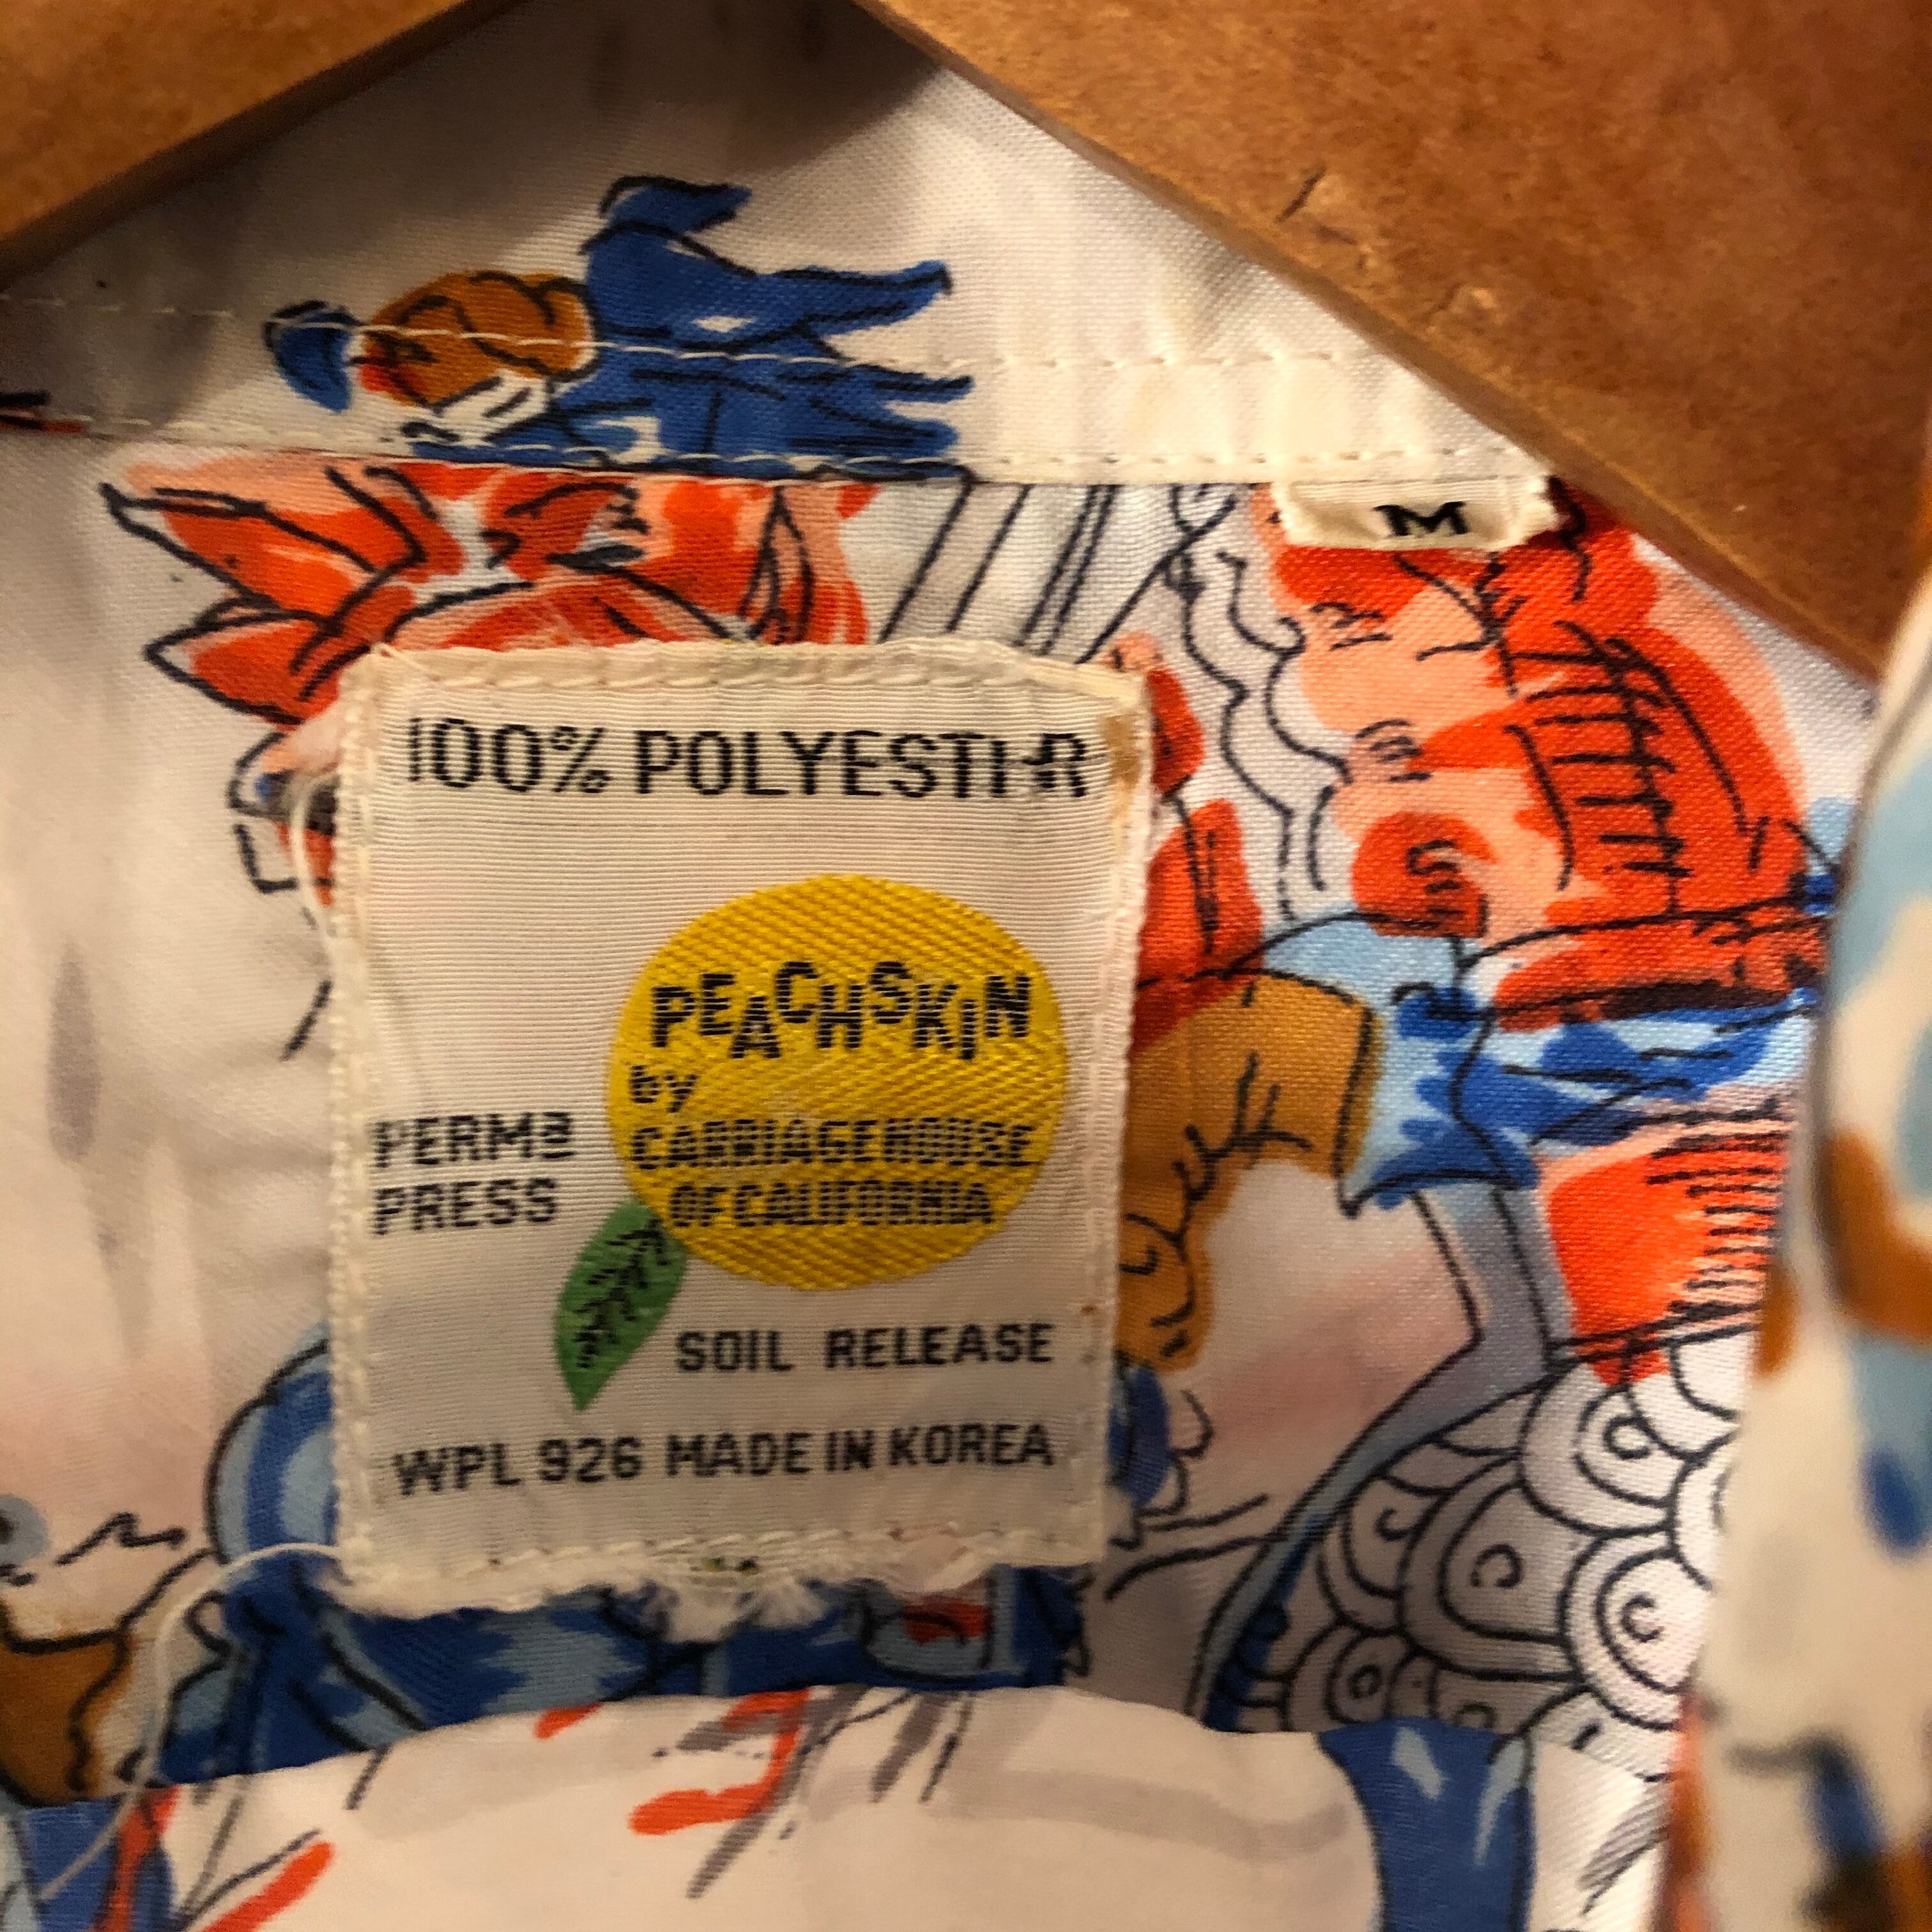 M
100% POLYESTER
PEACHSKIN
by
CARRIAGE HOUSE
OF CALIFORNIA
PERMa
PRESS
SOIL RELEASE
WPL 926 MADE IN KOREA